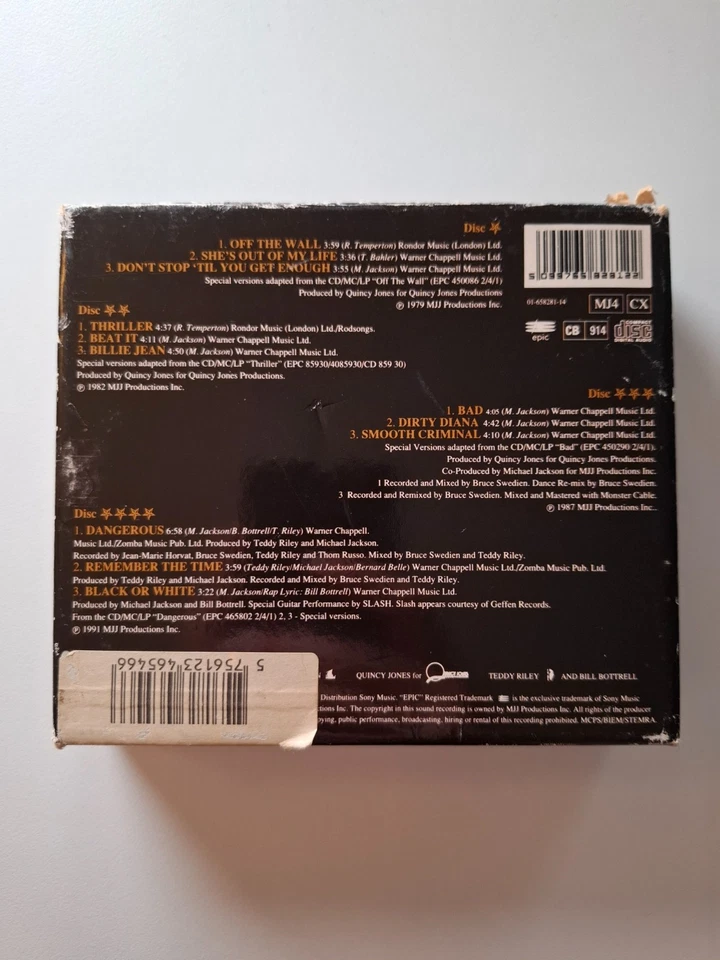 Disc ★
1. OFF THE WALL 3:59 (R. Temperton) Rondor Music (London) Ltd.
2. SHE'S OUT OF MY LIFE 3:36 (T. Bahler) Warner Chappell Music Ltd.
3. DON'T STOP 'TIL YOU GET ENOUGH 3:55 (M. Jackson) Warner Chappell Music Ltd.
Special versions adapted from the CD/MC/LP "Off The Wall" (EPC 450086 2/4/1)
Produced by Quincy Jones for Quincy Jones Productions
℗ 1979 MJJ Productions Inc.
5 099765 828122
01-658281-14
MJ4 CX
epic
CB 914
COMPACT
disc
DIGITAL AUDIO
Disc ★★
1. THRILLER 4:37 (R. Temperton) Rondor Music (London) Ltd./Rodsongs.
2. BEAT IT 4:11 (M. Jackson) Warner Chappell Music Ltd.
3. BILLIE JEAN 4:50 (M. Jackson) Warner Chappell Music Ltd.
Special versions adapted from the CD/MC/LP "Thriller" (EPC 85930/4085930/CD 859 30)
Produced by Quincy Jones for Quincy Jones Productions.
℗ 1982 MJJ Productions Inc.
Disc ★★★
1. BAD 4:05 (M. Jackson) Warner Chappell Music Ltd.
2. DIRTY DIANA 4:42 (M. Jackson) Warner Chappell Music Ltd.
3. SMOOTH CRIMINAL 4:10 (M. Jackson) Warner Chappell Music Ltd.
Special Versions adapted from the CD/MC/LP "Bad" (EPC 450290 2/4/1).
Produced by Quincy Jones for Quincy Jones Productions.
Co-Produced by Michael Jackson for MJJ Productions Inc.
1 Recorded and Mixed by Bruce Swedien. Dance Re-mix by Bruce Swedien.
3 Recorded and Remixed by Bruce Swedien. Mixed and Mastered with Monster Cable.
℗ 1987 MJJ Productions Inc.
Disc ★★★★
1. DANGEROUS 6:58 (M. Jackson/B. Bottrell/T. Riley) Warner Chappell.
Music Ltd./Zomba Music Pub. Ltd. Produced by Teddy Riley and Michael Jackson.
Recorded by Jean-Marie Horvat, Bruce Swedien, Teddy Riley and Thom Russo. Mixed by Bruce Swedien and Teddy Riley.
2. REMEMBER THE TIME 3:59 (Teddy Riley/Michael Jackson/Bernard Belle) Warner Chappell Music Ltd./Zomba Music Pub. Ltd.
Produced by Teddy Riley and Michael Jackson. Recorded and Mixed by Bruce Swedien and Teddy Riley.
3. BLACK OR WHITE 3:22 (M. Jackson/Rap Lyric: Bill Bottrell) Warner Chappell Music Ltd.
Produced by Michael Jackson and Bill Bottrell. Special Guitar Performance by SLASH. Slash appears courtesy of Geffen Records.
From the CD/MC/LP "Dangerous" (EPC 465802 2/4/1) 2, 3 - Special versions.
℗ 1991 MJJ Productions Inc.
5 756123 465466
QUINCY JONES for TEDDY RILEY AND BILL BOTTRELL
Distribution Sony Music. "EPIC" Registered Trademark is the exclusive trademark of Sony Music
Inc. The copyright in this sound recording is owned by MJJ Productions Inc. All rights of the producer
public performance, broadcasting, hiring or rental of this recording prohibited. MCPS/BIEM/STEMRA.